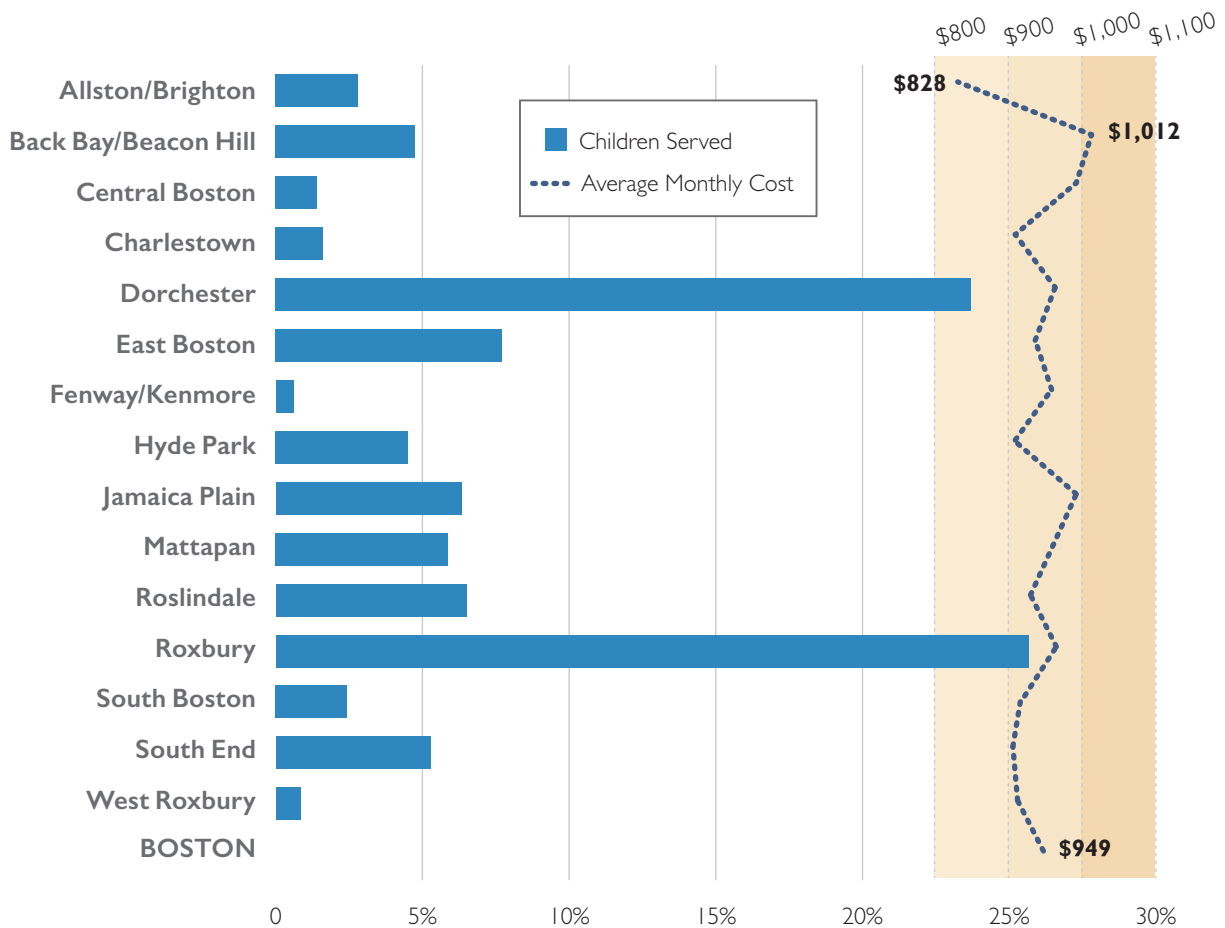 $800 $900 $1,000 $1,100
Allston/Brighton $828
Back Bay/Beacon Hill $1,012
Children Served
Average Monthly Cost
Central Boston
Charlestown
Dorchester
East Boston
Fenway/Kenmore
Hyde Park
Jamaica Plain
Mattapan
Roslindale
Roxbury
South Boston
South End
West Roxbury
BOSTON $949
0 5% 10% 15% 20% 25% 30%